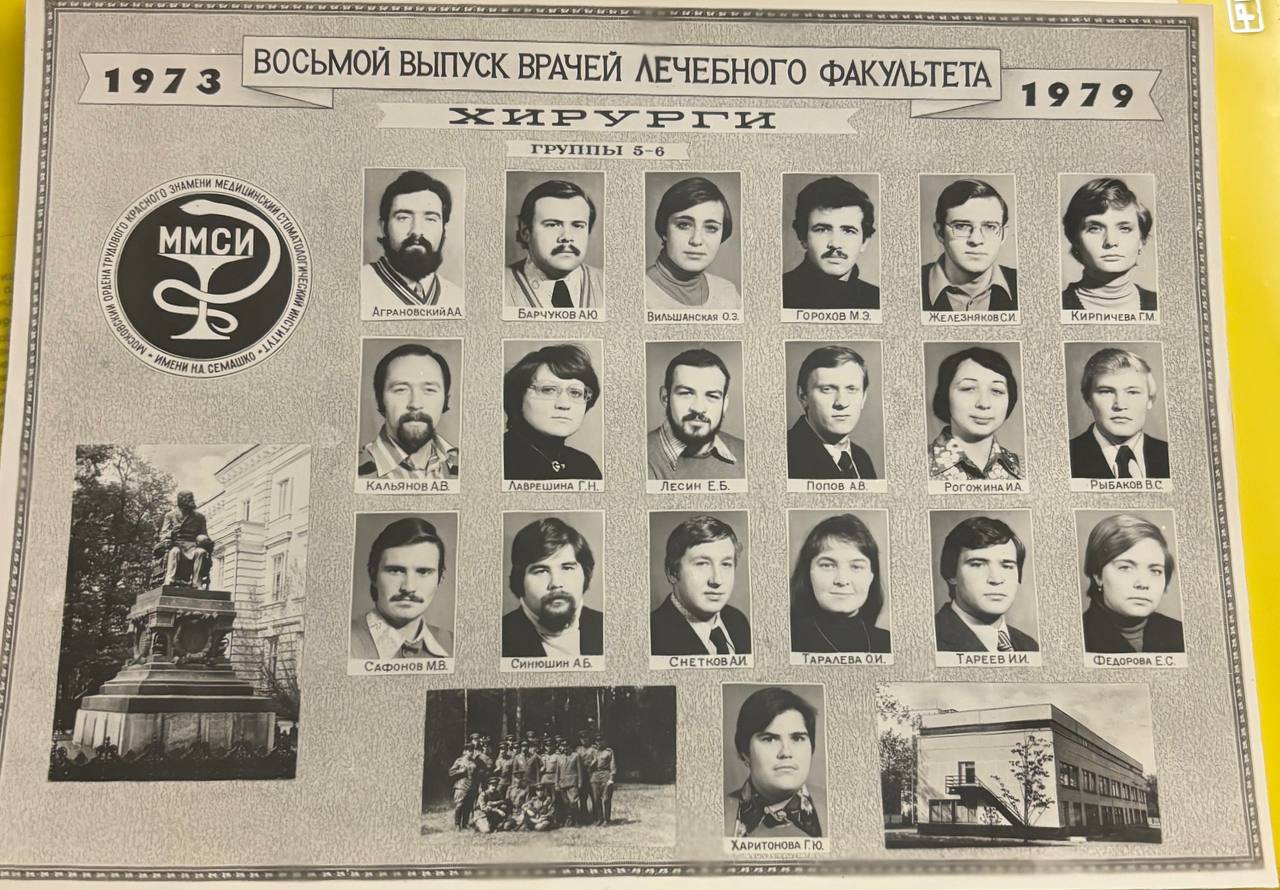 1973
ВОСЬМОЙ ВЫПУСК ВРАЧЕЙ ЛЕЧЕБНОГО ФАКУЛЬТЕТА
1979
ХИРУРГИ
ГРУППЫ 5-6
МОСКОВСКИЙ ОРДЕНА ТРУДОВОГО КРАСНОГО ЗНАМЕНИ МЕДИЦИНСКИЙ СТОМАТОЛОГИЧЕСКИЙ ИНСТИТУТ
• ИМЕНИ Н.А. СЕМАШКО •
ММСИ
АГРАНОВСКИЙ А.А.
БАРЧУКОВ А.Ю.
ВИЛЬШАНСКАЯ О.Э.
ГОРОХОВ М.Э.
ЖЕЛЕЗНЯКОВ С.И.
КИРПИЧЕВА Г.М.
КАЛЬЯНОВ А.В.
ЛАВРЕШИНА Г.Н.
ЛЕСИН Е.Б.
ПОПОВ А.В.
РОГОЖИНА И.А.
РЫБАКОВ В.С.
САФОНОВ М.В.
СИНЮШИН А.Б.
СНЕТКОВ А.И.
ТАРАЛЕВА О.И.
ТАРЕЕВ И.И.
ФЕДОРОВА Е.С.
ХАРИТОНОВА Г.Ю.